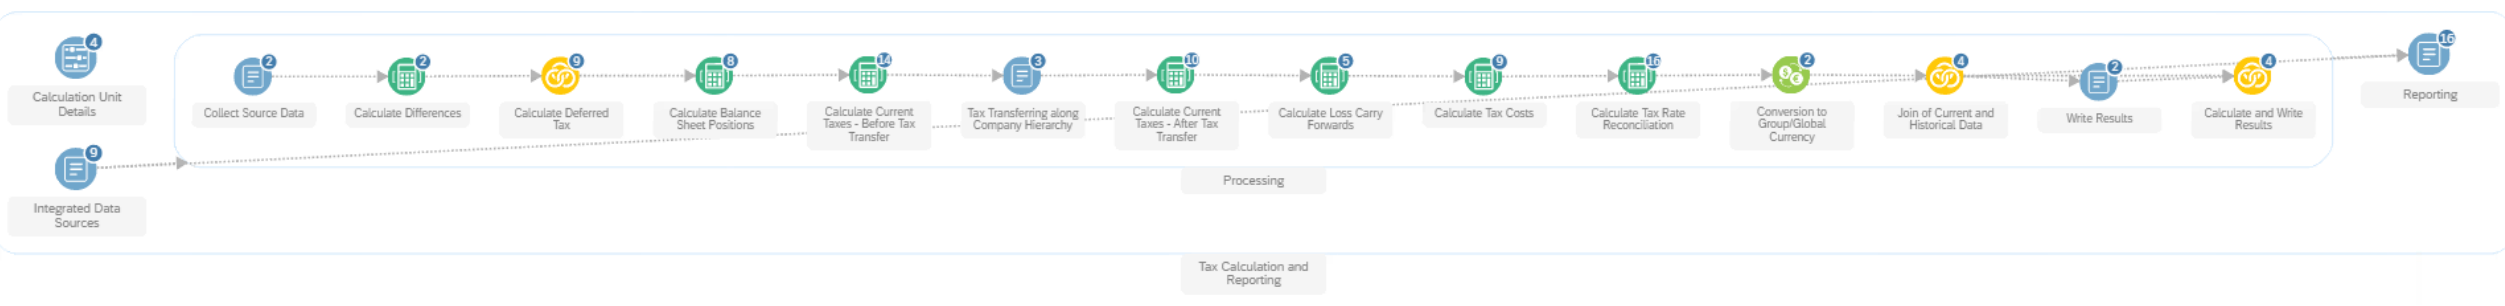 4
Calculation Unit
Details
9
Integrated Data
Sources
2
Collect Source Data
2
Calculate Differences
9
Calculate Deferred
Tax
8
Calculate Balance
Sheet Positions
14
Calculate Current
Taxes - Before Tax
Transfer
3
Tax Transferring along
Company Hierarchy
10
Calculate Current
Taxes - After Tax
Transfer
5
Calculate Loss Carry
Forwards
9
Calculate Tax Costs
16
Calculate Tax Rate
Reconciliation
$
€
2
Conversion to
Group/Global
Currency
4
Join of Current and
Historical Data
2
Write Results
4
Calculate and Write
Results
16
Reporting
Processing
Tax Calculation and
Reporting